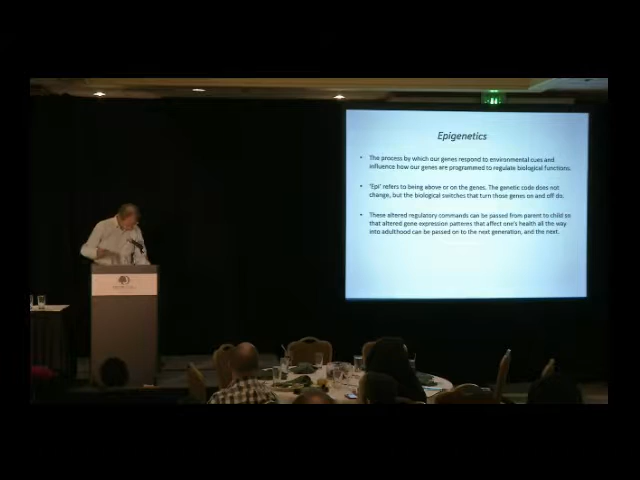 Epigenetics
• The process by which our genes respond to environmental cues and
influence how our genes are programmed to regulate biological functions.
• 'Epi' refers to being above or on the genes. The genetic code does not
change, but the biological switches that turn those genes on and off do.
• These altered regulatory commands can be passed from parent to child so
that altered gene expression patterns that affect one's health all the way
into adulthood can be passed on to the next generation, and the next.